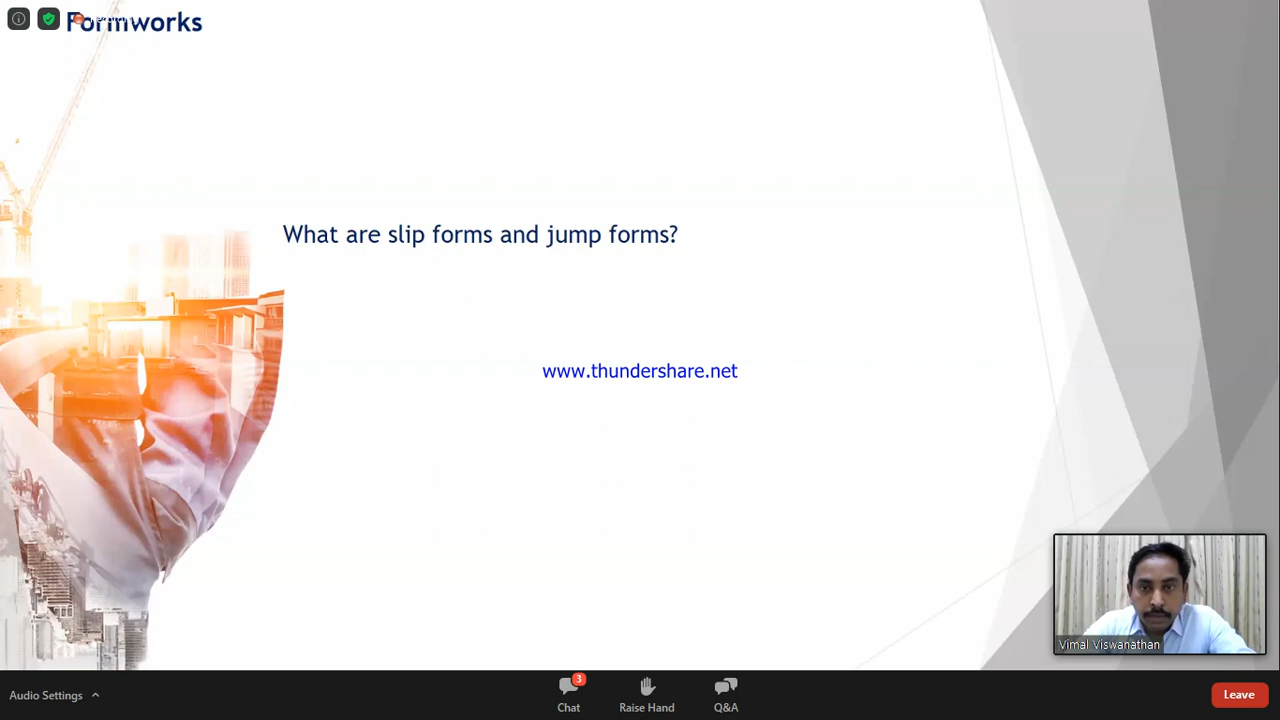 Formworks
What are slip forms and jump forms?
www.thundershare.net
Vimal Viswanathan
Audio Settings
3
Chat
Raise Hand
Q&A
Leave